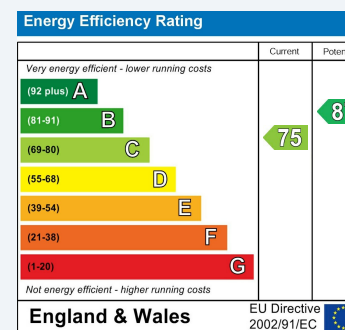 Energy Efficiency Rating
Current
Very energy efficient - lower running costs
(92 plus) A
(81-91) B
(69-80) C
75
(55-68) D
(39-54) E
(21-38) F
(1-20) G
Not energy efficient - higher running costs
England & Wales
EU Directive
2002/91/EC